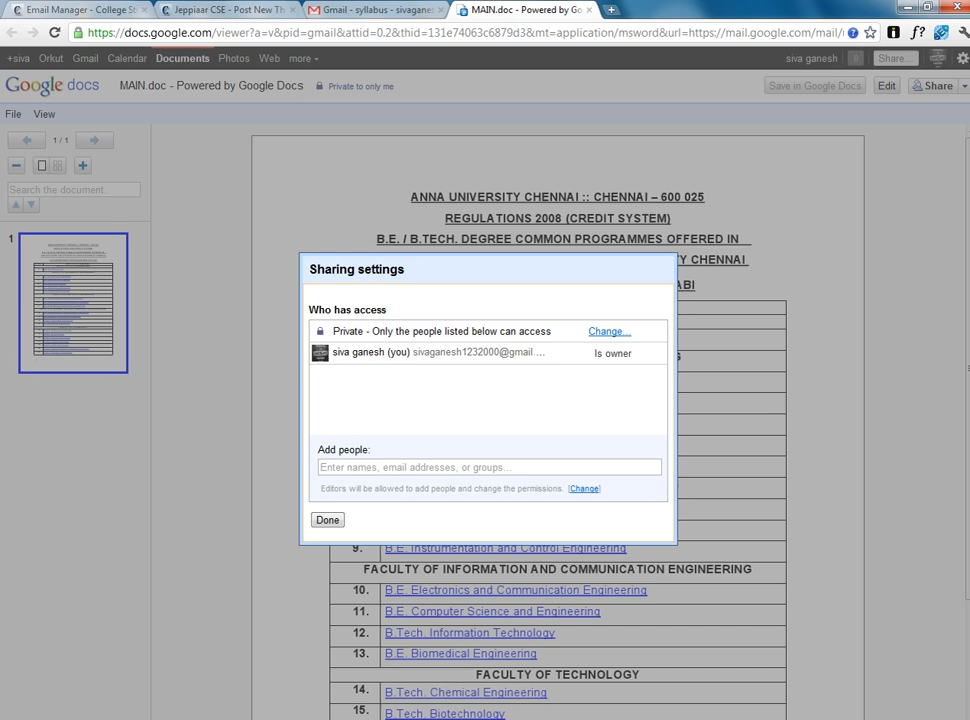 Email Manager - College St
Jeppiaar CSE - Post New Th
Gmail - syllabus - sivaganes
MAIN.doc - Powered by Go
https://docs.google.com/viewer?a=v&pid=gmail&attid=0.2&thid=131e74063c6879d3&mt=application/msword&url=https://mail.google.com/mail/
+siva Orkut Gmail Calendar Documents Photos Web more
siva ganesh 0 Share...
Google docs
MAIN.doc - Powered by Google Docs
Private to only me
Save in Google Docs
Edit
Share
File View
1 / 1
Search the document.
1
ANNA UNIVERSITY CHENNAI :: CHENNAI – 600 025
REGULATIONS 2008 (CREDIT SYSTEM)
B.E. / B.TECH. DEGREE COMMON PROGRAMMES OFFERED IN
Y CHENNAI
ABI
S
Sharing settings
Who has access
Private - Only the people listed below can access Change...
siva ganesh (you) sivaganesh1232000@gmail.... Is owner
Add people:
Enter names, email addresses, or groups...
Editors will be allowed to add people and change the permissions. [Change]
Done
9. B.E. Instrumentation and Control Engineering
FACULTY OF INFORMATION AND COMMUNICATION ENGINEERING
10. B.E. Electronics and Communication Engineering
11. B.E. Computer Science and Engineering
12. B.Tech. Information Technology
13. B.E. Biomedical Engineering
FACULTY OF TECHNOLOGY
14. B.Tech. Chemical Engineering
15. B.Tech. Biotechnology